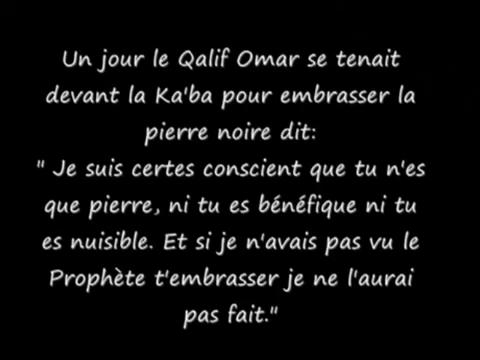 Un jour le Qalif Omar se tenait
devant la Ka'ba pour embrasser la
pierre noire dit:
" Je suis certes conscient que tu n'es
que pierre, ni tu es bénéfique ni tu
es nuisible. Et si je n'avais pas vu le
Prophète t'embrasser je ne l'aurai
pas fait."